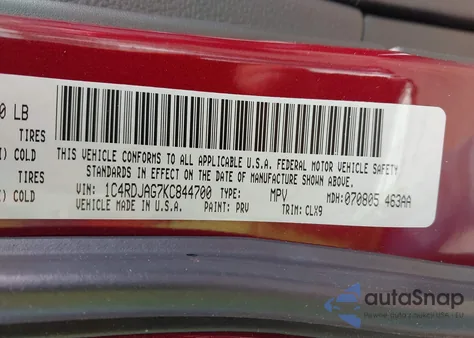 0 LB
TIRES
I) COLD
TIRES
I) COLD
THIS VEHICLE CONFORMS TO ALL APPLICABLE U.S.A. FEDERAL MOTOR VEHICLE SAFETY
STANDARDS IN EFFECT ON THE DATE OF MANUFACTURE SHOWN ABOVE.
VIN: 1C4RDJAG7KC844700 TYPE: MPV MDH: 070805 463AA
VEHICLE MADE IN U.S.A. PAINT: PRV TRIM: CLX9
autoSnap